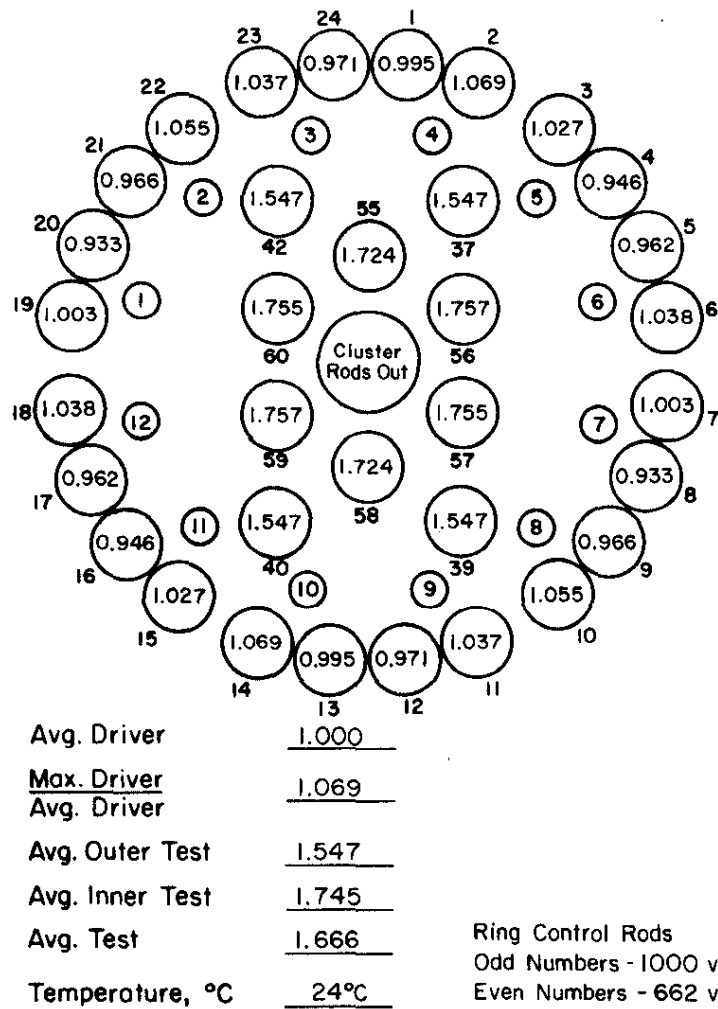 24 1
23 2
0.971 0.995
1.037 1.069
22 3
3 4
1.055 1.027
21 4
0.966 0.946
2 1.547 1.547 5
55
20 5
42 37
0.933 1.724 0.962
19 1 6 6
1.003 1.755 1.757 1.038
60 Cluster 56
Rods Out
18 1.038 12 1.757 1.755 7 1.003 7
59 57
1.724
17 0.962 0.933 8
58
11 1.547 1.547 8
16 0.946 0.966 9
40 39
10 9
15 1.027 1.055 10
1.069 1.037
0.995 0.971
14 11
13 12
Avg. Driver 1.000
Max. Driver
1.069
Avg. Driver
Avg. Outer Test 1.547
Avg. Inner Test 1.745
Avg. Test 1.666
Temperature, °C 24°C
Ring Control Rods
Odd Numbers - 1000 v
Even Numbers - 662 v